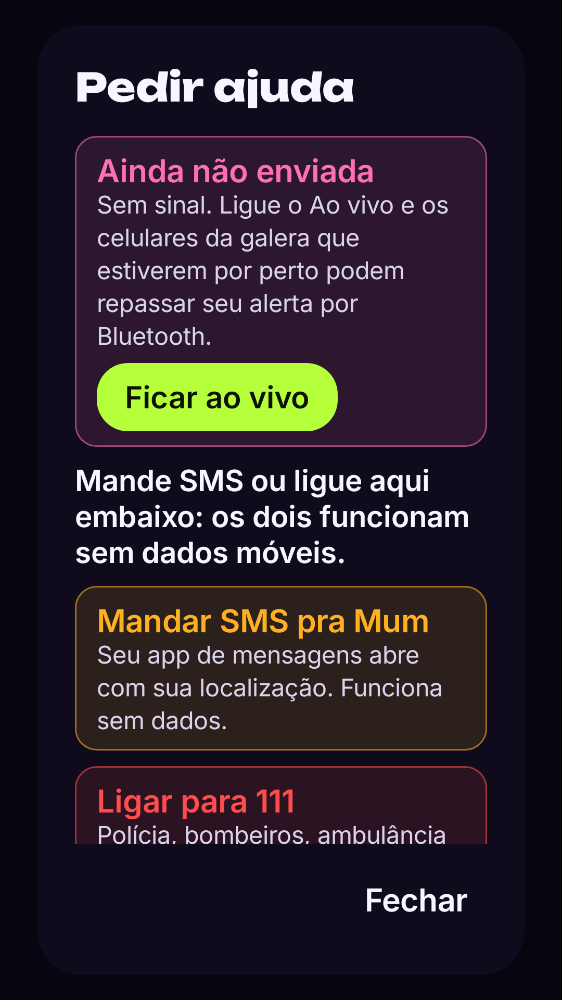 Pedir ajuda
Ainda não enviada
Sem sinal. Ligue o Ao vivo e os
celulares da galera que
estiverem por perto podem
repassar seu alerta por
Bluetooth.
Ficar ao vivo
Mande SMS ou ligue aqui
embaixo: os dois funcionam
sem dados móveis.
Mandar SMS pra Mum
Seu app de mensagens abre
com sua localização. Funciona
sem dados.
Ligar para 111
Polícia, bombeiros, ambulância
Fechar